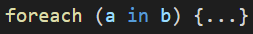 foreach (a in b) {...}